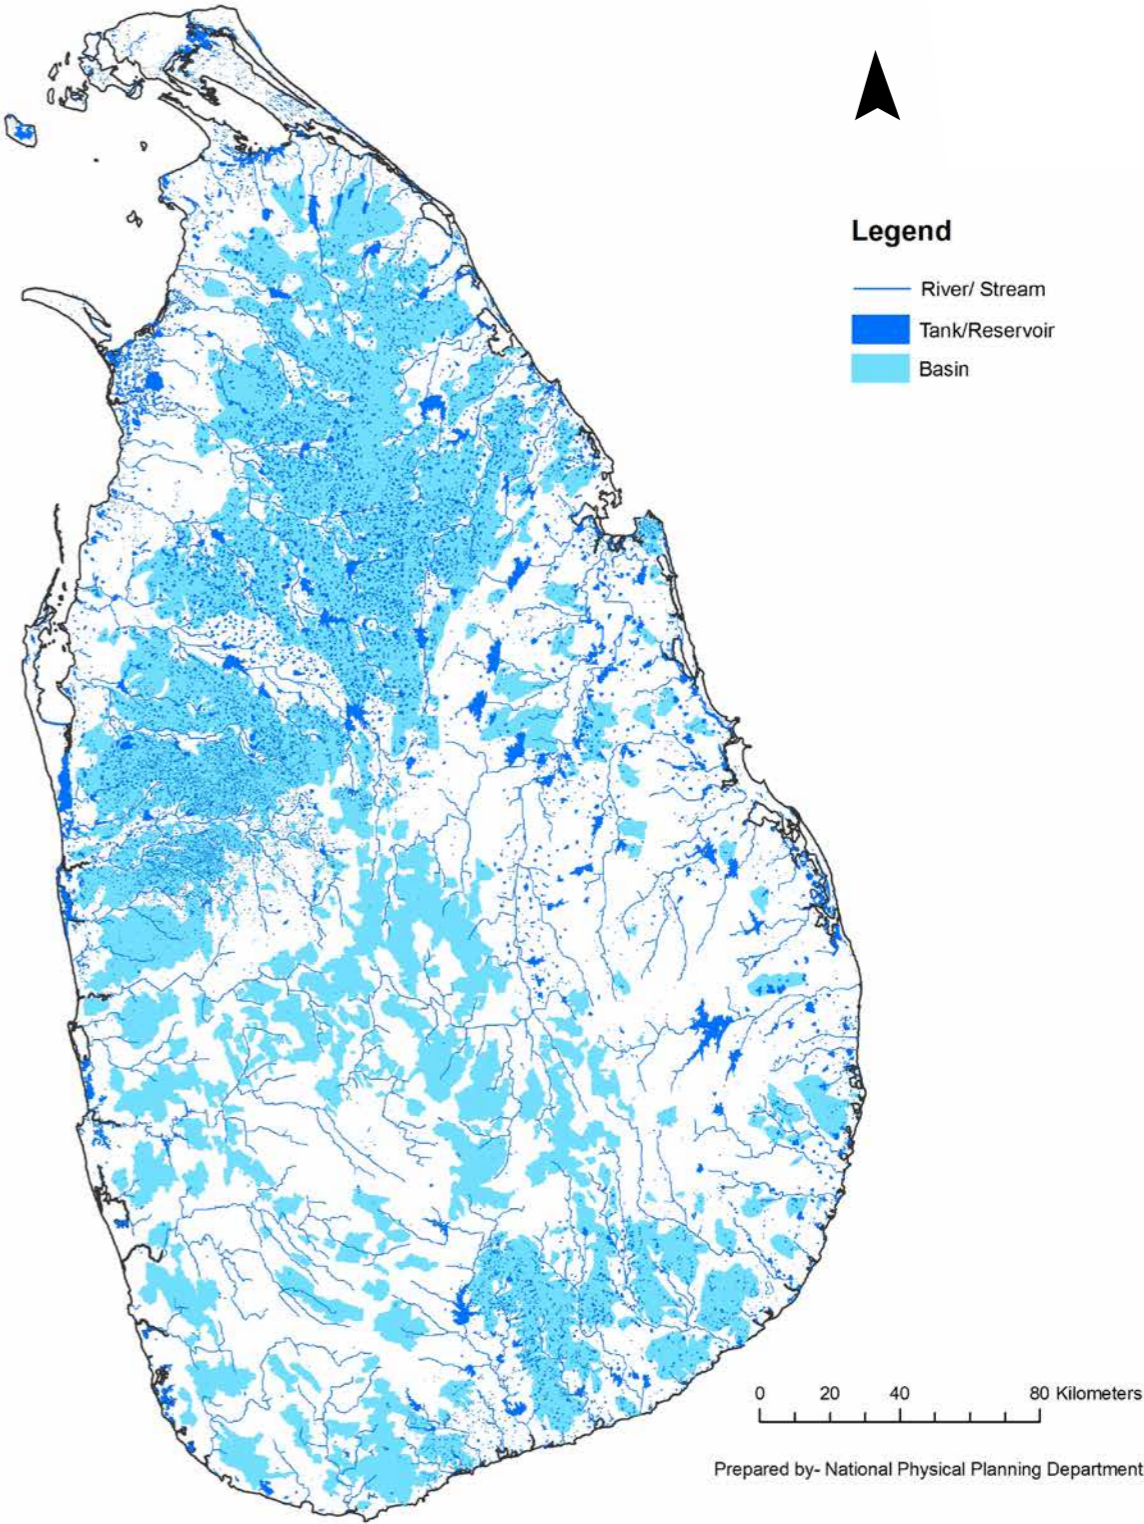 Legend
River/ Stream
Tank/Reservoir
Basin
0 20 40 80 Kilometers
Prepared by- National Physical Planning Department